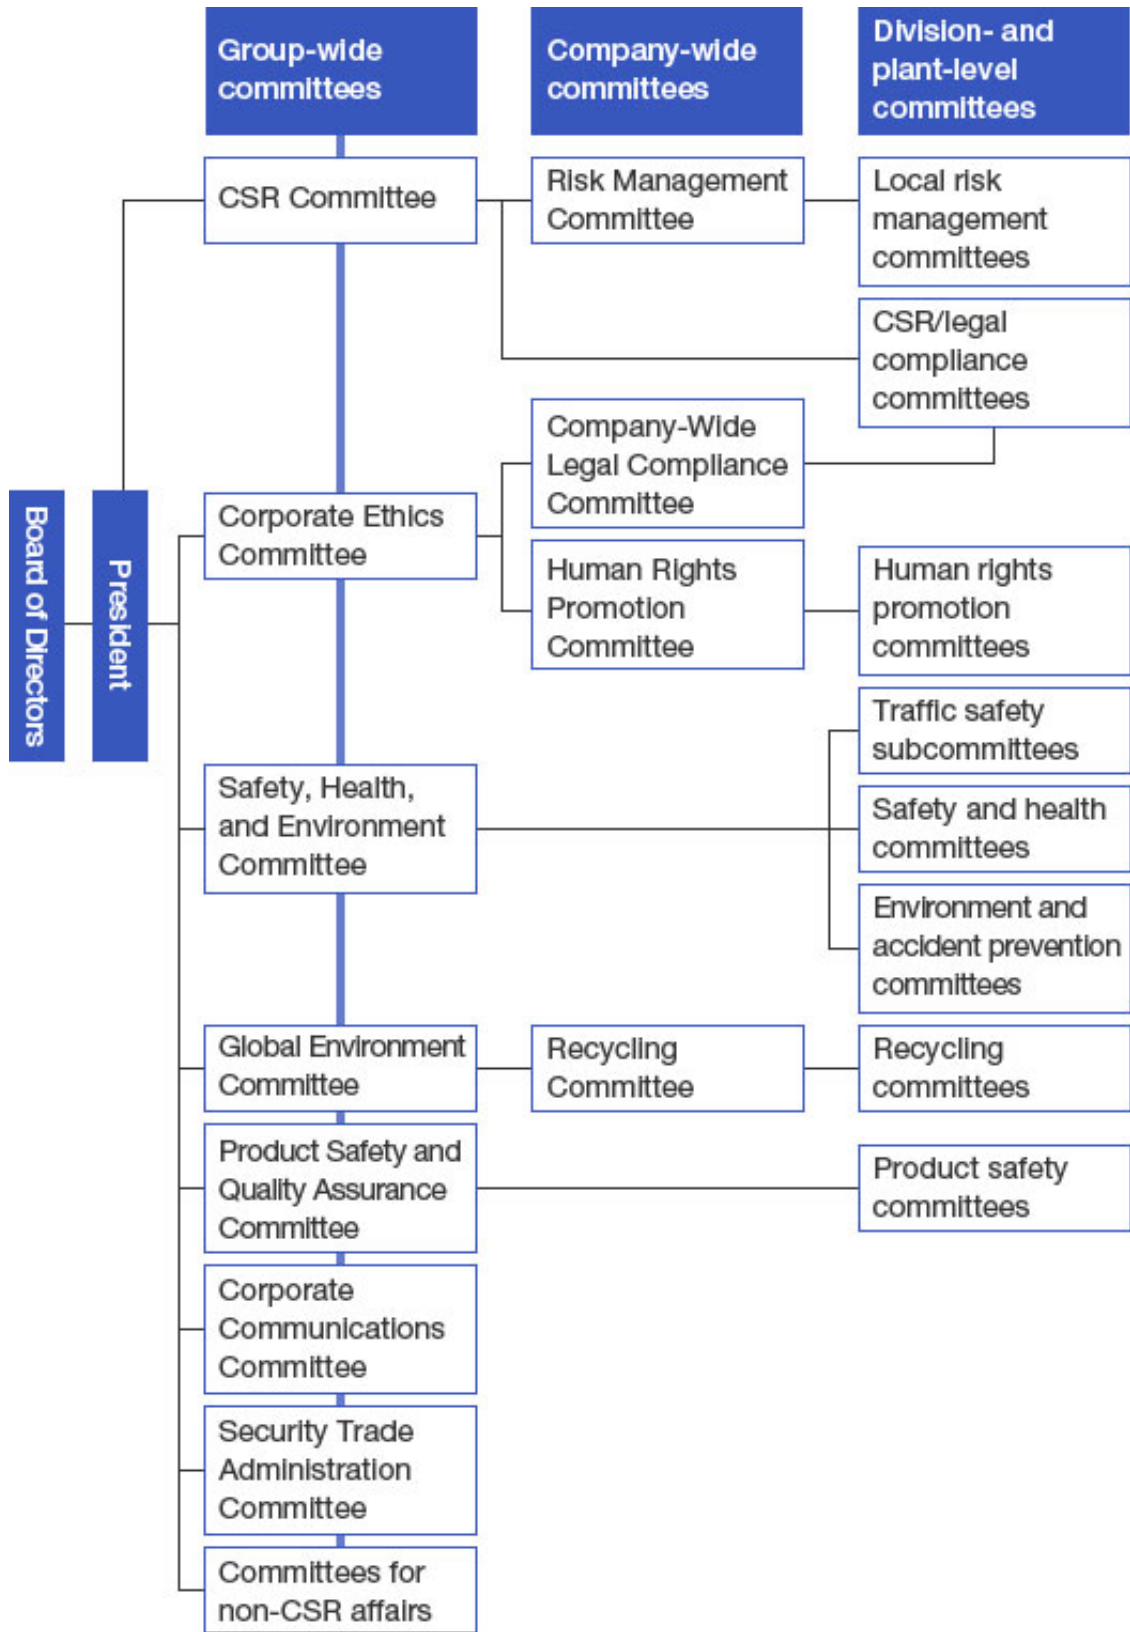 Group-wide
committees
Company-wide
committees
Division- and
plant-level
committees
CSR Committee
Risk Management
Committee
Local risk
management
committees
CSR/legal
compliance
committees
Company-Wide
Legal Compliance
Committee
Board of Directors
President
Corporate Ethics
Committee
Human Rights
Promotion
Committee
Human rights
promotion
committees
Traffic safety
subcommittees
Safety, Health,
and Environment
Committee
Safety and health
committees
Environment and
accident prevention
committees
Global Environment
Committee
Recycling
Committee
Recycling
committees
Product Safety and
Quality Assurance
Committee
Product safety
committees
Corporate
Communications
Committee
Security Trade
Administration
Committee
Committees for
non-CSR affairs